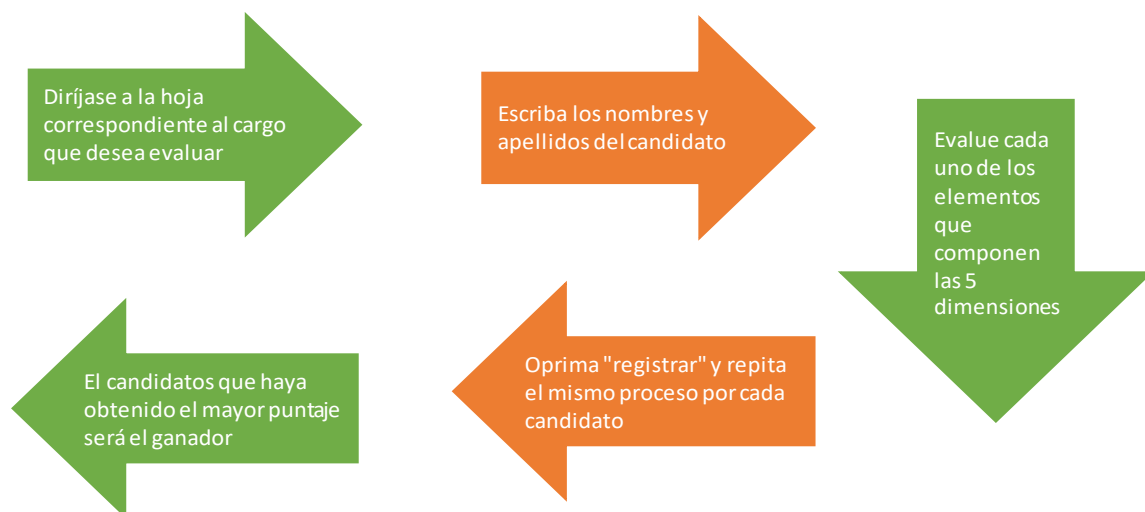 Diríjase a la hoja
correspondiente al cargo
que desea evaluar
Escriba los nombres y
apellidos del candidato
Evalue cada
uno de los
elementos
que
componen
las 5
dimensiones
Oprima "registrar" y repita
el mismo proceso por cada
candidato
El candidatos que haya
obtenido el mayor puntaje
será el ganador